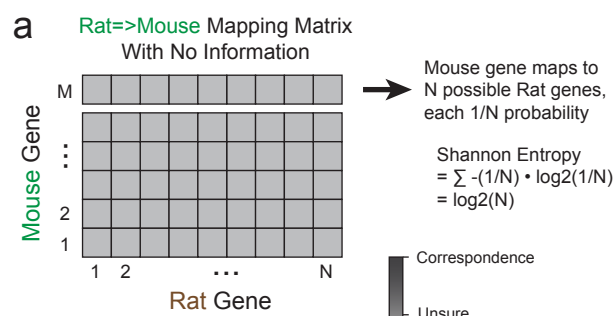 a
Rat=>Mouse Mapping Matrix
With No Information
Mouse gene maps to
N possible Rat genes,
each 1/N probability
Shannon Entropy
= ∑ -(1/N) • log2(1/N)
= log2(N)
Mouse Gene
M
⋮
2
1
1 2 ... N
Rat Gene
Correspondence
Unsure